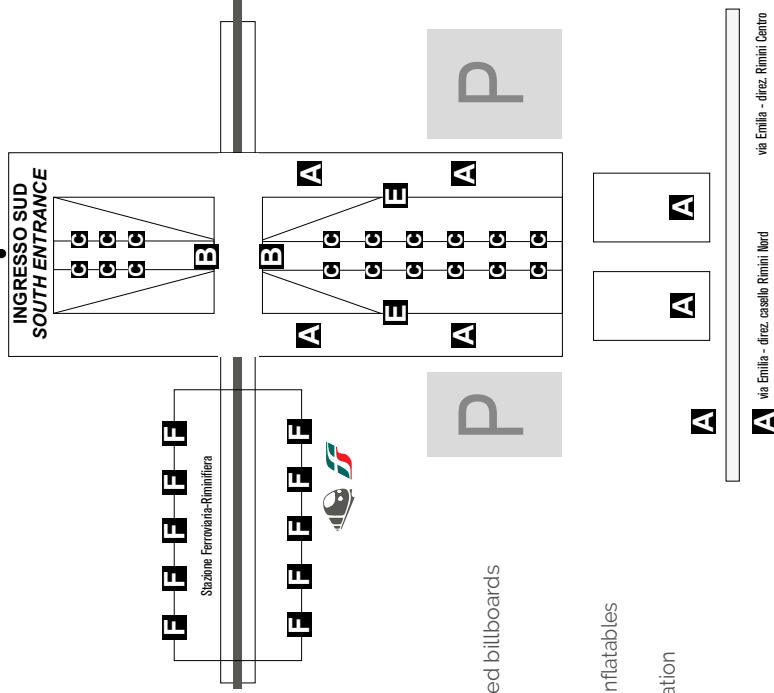 INGRESSO SUD
SOUTH ENTRANCE
C C
C C
C C
B
B
A A
E E
C C
C C
C C
C C
C C
C C
A A
P
P
F F F F F
Stazione Ferroviaria-Riminifiera
F F F F F
A A
A
A
via Emilia - direz. casello Rimini Nord
via Emilia - direz. Rimini Centro
ed billboards
nflatables
ation